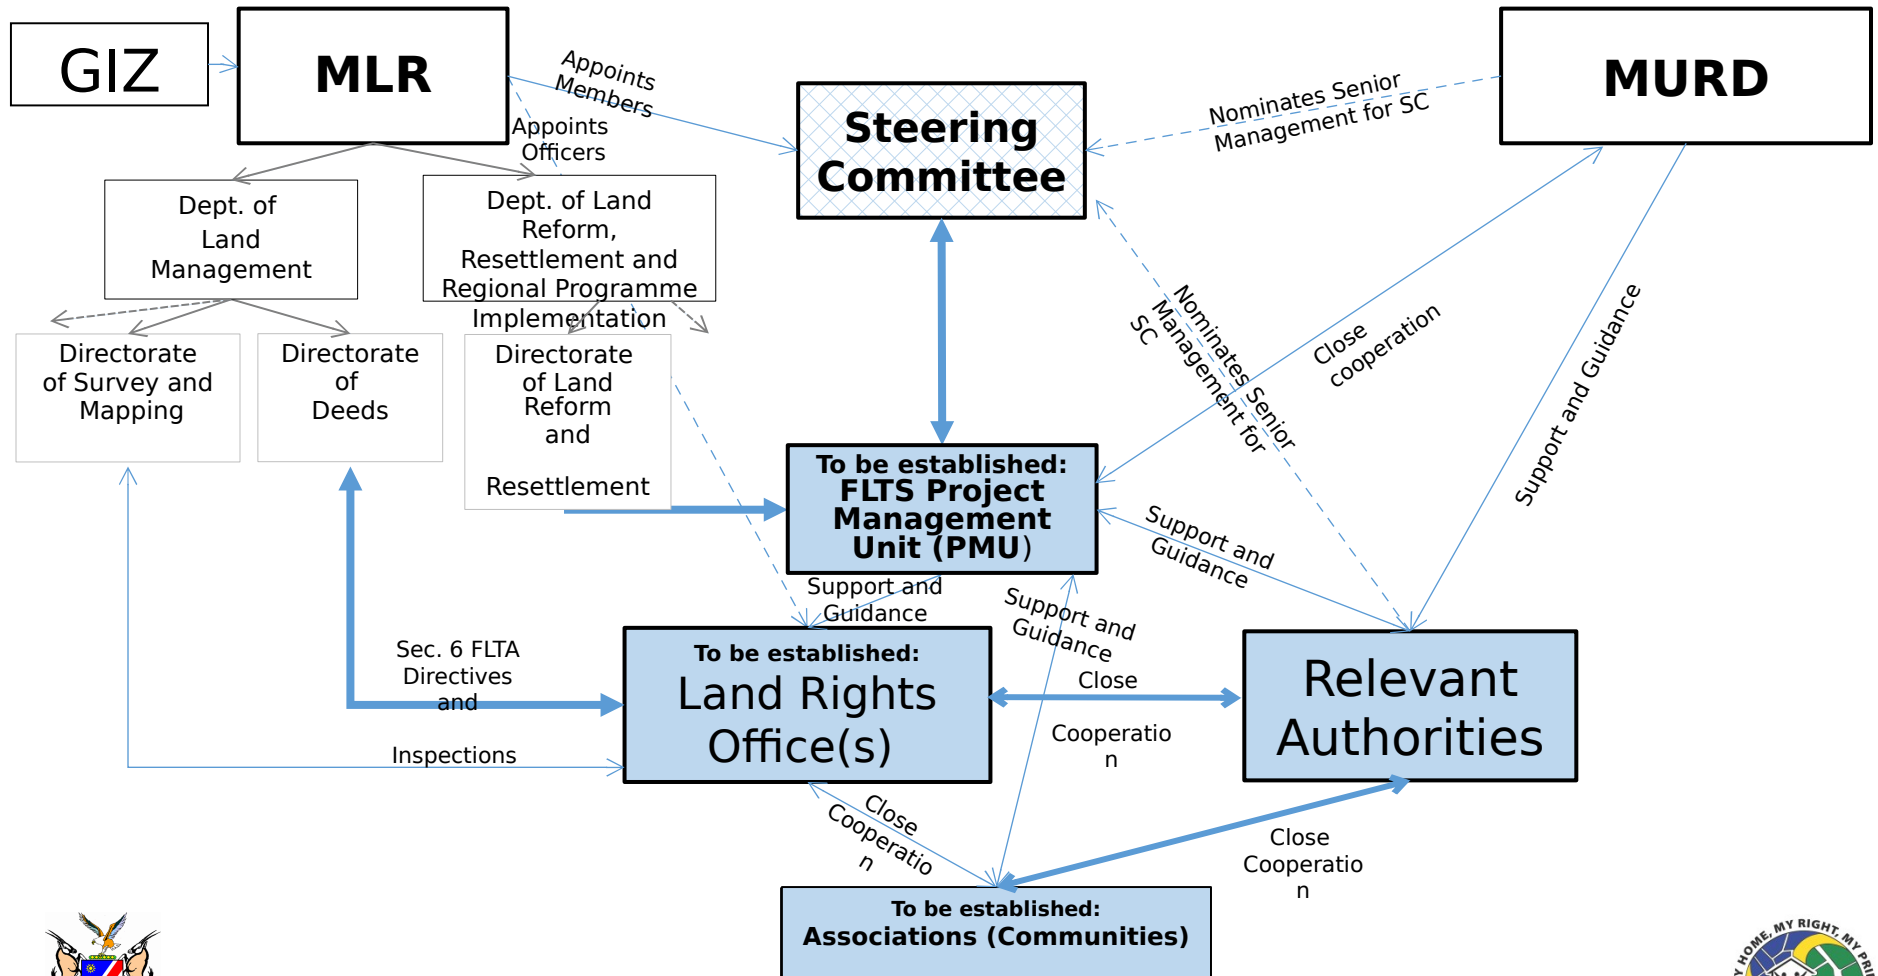 GIZ
MLR
MURD
Appoints
Members
Nominates Senior
Management for SC
Steering
Committee
Appoints
Officers
Dept. of
Land
Management
Dept. of Land
Reform,
Resettlement and
Regional Programme
Implementation
Directorate
of Survey and
Mapping
Directorate
of
Deeds
Directorate
of Land
Reform
and
Resettlement
Nominates Senior
Management for
SC
Close
cooperation
Support and Guidance
To be established:
FLTS Project
Management
Unit (PMU)
Support and
Guidance
Support and
Guidance
Support and
Guidance
Sec. 6 FLTA
Directives
and
Inspections
To be established:
Land Rights
Office(s)
Close
Cooperatio
n
Relevant
Authorities
Close
Cooperatio
n
Close
Cooperatio
n
To be established:
Associations (Communities)
HOME, MY RIGHT, MY